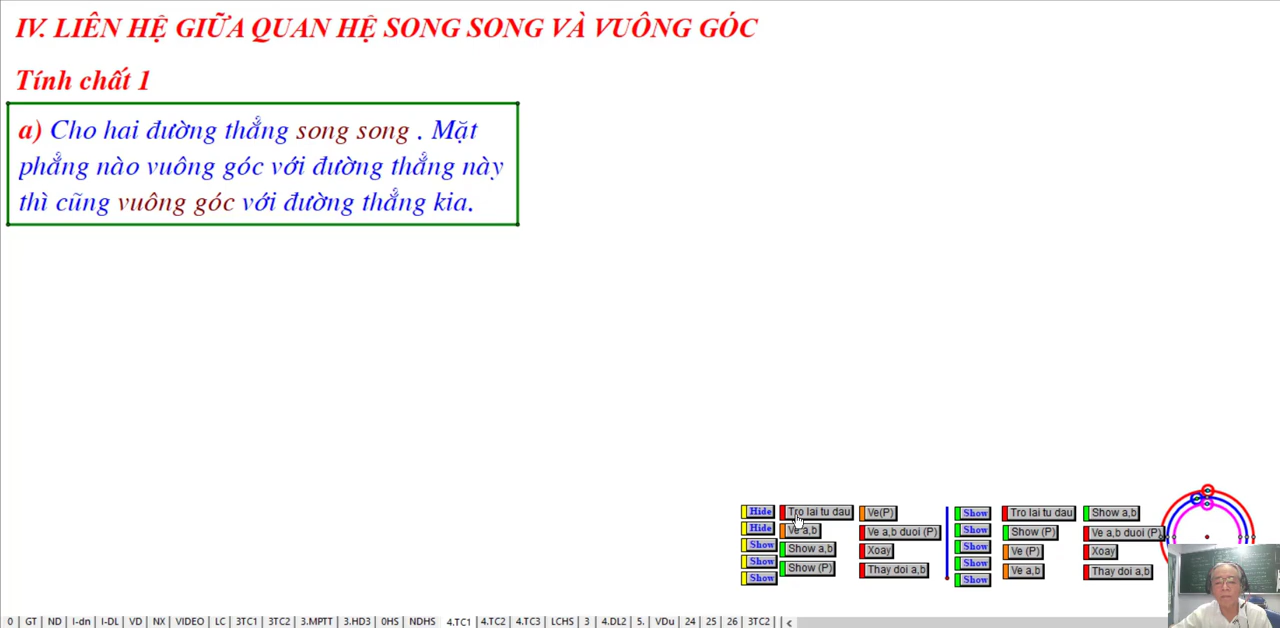 IV. LIÊN HỆ GIỮA QUAN HỆ SONG SONG VÀ VUÔNG GÓC
Tính chất 1
a) Cho hai đường thẳng song song . Mặt
phẳng nào vuông góc với đường thẳng này
thì cũng vuông góc với đường thẳng kia.
Hide Tro lai tu dau Ve(P) Show Tro lai tu dau Show a,b
Hide Ve a,b Ve a,b duoi (P) Show Show (P) Ve a,b duoi (P)
Show Show a,b Xoay Show Ve (P) Xoay
Show Show (P) Thay doi a,b Show Ve a,b Thay doi a,b
Show Show
0 | GT | ND | I-dn | I-DL | VD | NX | VIDEO | LC | 3TC1 | 3TC2 | 3.MPTT | 3.HD3 | 0HS | NDHS | 4.TC1 | 4.TC2 | 4.TC3 | LCHS | 3 | 4.DL2 | 5. | VDu | 24 | 25 | 26 | 3TC2 |